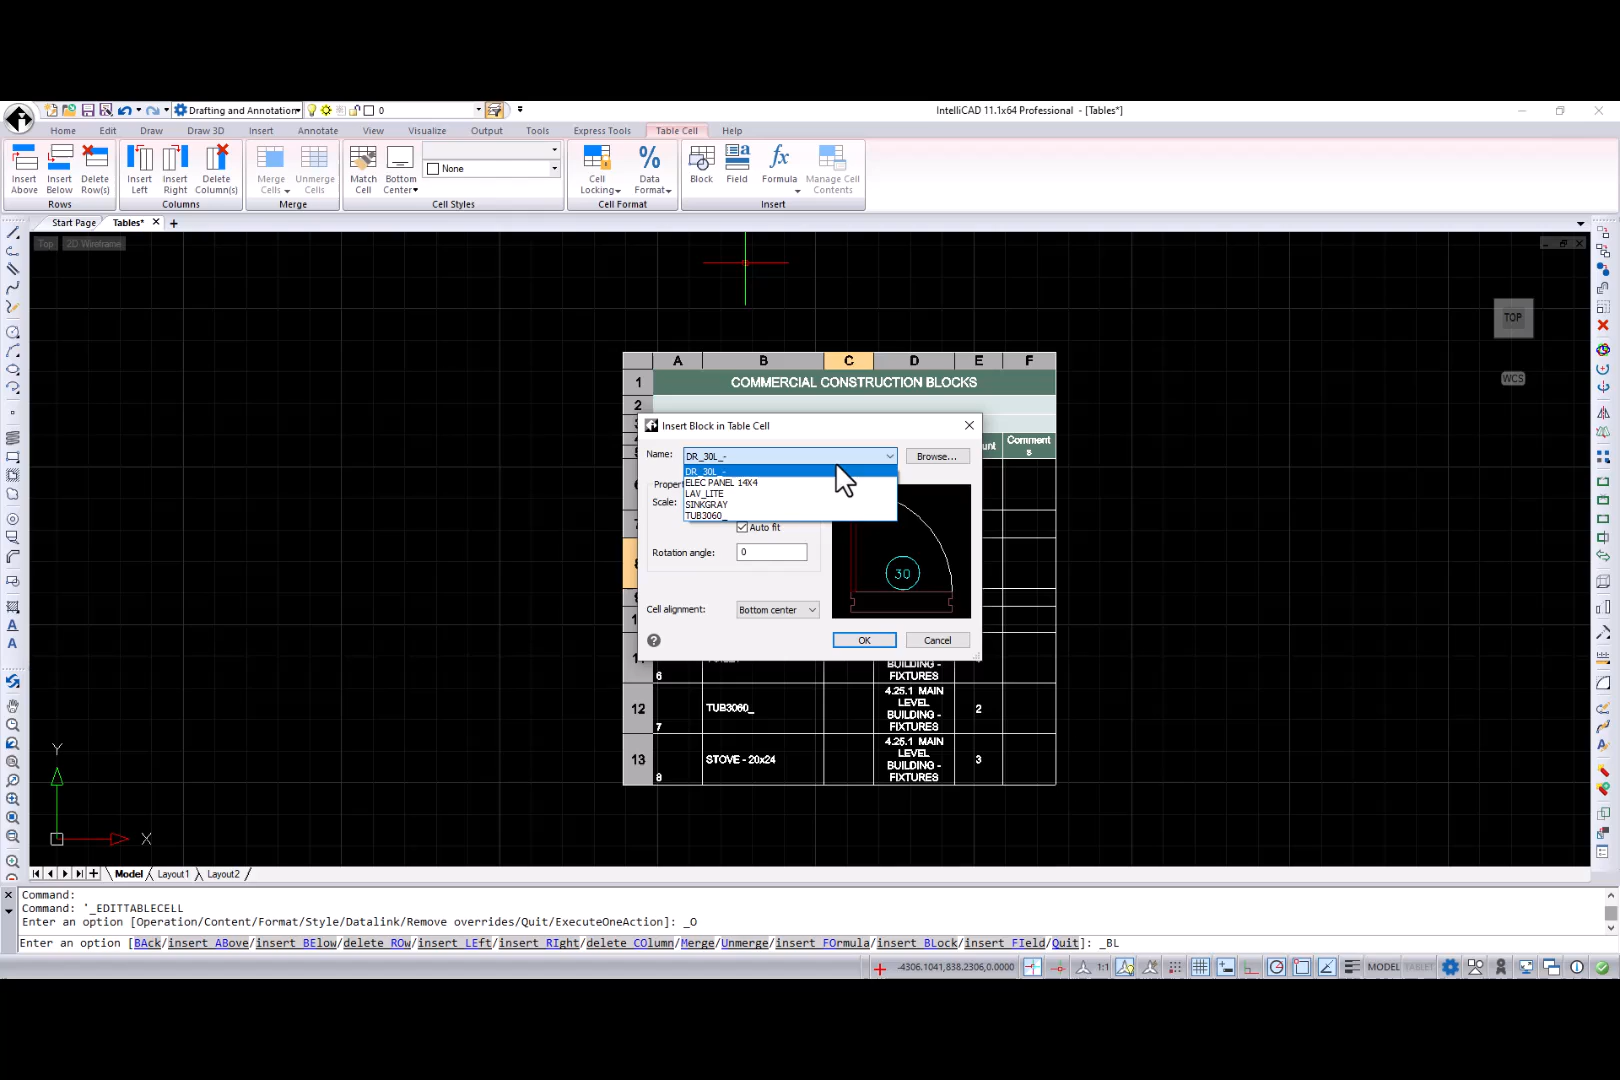 Drafting and Annotation
0
IntelliCAD 11.1x64 Professional - [Tables*]
Home Edit Draw Draw 3D Insert Annotate View Visualize Output Tools Express Tools Table Cell Help
None
Insert Above
Insert Below
Delete Row(s)
Insert Left
Insert Right
Delete Column(s)
Merge Cells
Unmerge Cells
Match Cell
Bottom Center
Cell Locking
Data Format
Block
Field
Formula
Manage Cell Contents
Rows Columns Merge Cell Styles Cell Format Insert
Start Page Tables*
Top 2D Wireframe
TOP
WCS
A B C D E F
1 COMMERCIAL CONSTRUCTION BLOCKS
2
Insert Block in Table Cell
Name: DR_30L_- Browse...
DR_30L_-
ELEC PANEL 14X4
LAV_LITE
SINKGRAY
TUB3060_
Scale:
Auto fit
Rotation angle: 0
30
Cell alignment: Bottom center
OK Cancel
Comment
s
BUILDING -
6 FIXTURES
12 7 TUB3060_ 4.25.1 MAIN LEVEL BUILDING - FIXTURES 2
13 8 STOVE - 20x24 4.25.1 MAIN LEVEL BUILDING - FIXTURES 3
Y
X
Model Layout1 Layout2
Command:
Command: '_EDITTABLECELL
Enter an option [Operation/Content/Format/Style/Datalink/Remove overrides/Quit/ExecuteOneAction]: _O
Enter an option [BAck/insert ABove/insert BElow/delete ROw/insert LEft/insert RIght/delete COlumn/Merge/Unmerge/insert FOrmula/insert BLock/insert FIeld/Quit]: _BL
-4306.1041,838.2306,0.0000 1:1 MODEL TABLET